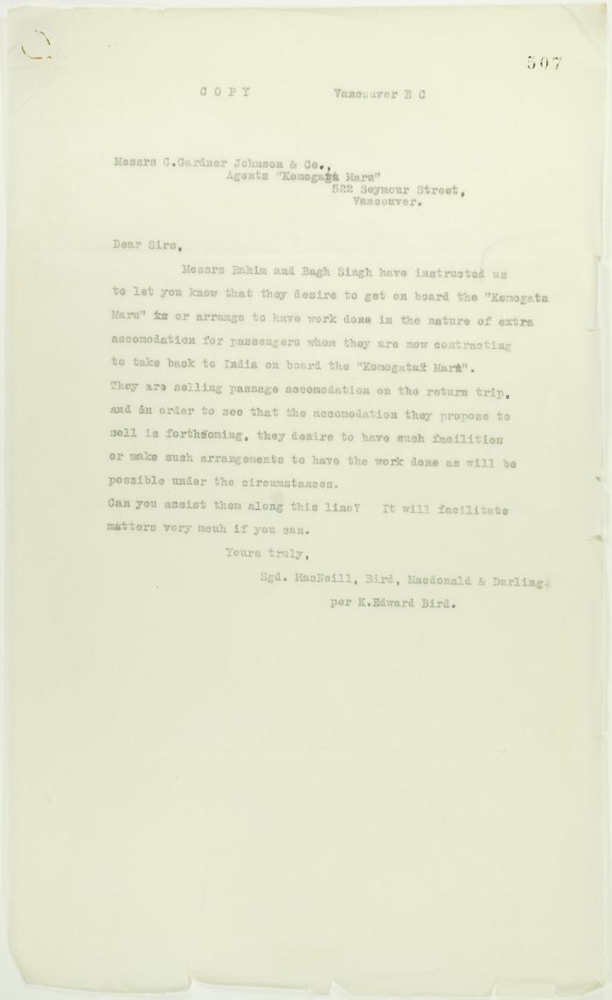 507
COPY Vancouver B C
Messrs C.Gardner Johnson & Co.,
Agents "Komogata Maru"
522 Seymour Street,
Vancouver.
Dear Sirs,
Messrs Rahim and Bagh Singh have instructed us
to let you know that they desire to get on board the "Komogata
Maru" or arrange to have work done in the nature of extra
accomodation for passengers whom they are now contracting
to take back to India on board the "Komogata Maru".
They are selling passage accomodation on the return trip,
and in order to see that the accomodation they propose to
sell is forthcoming, they desire to have such facilities
or make such arrangements to have the work done as will be
possible under the circumstances.
Can you assist them along this line? It will facilitate
matters very mcuh if you can.
Yours truly,
Sgd. MacNeill, Bird, Macdonald & Darling
per K.Edward Bird.